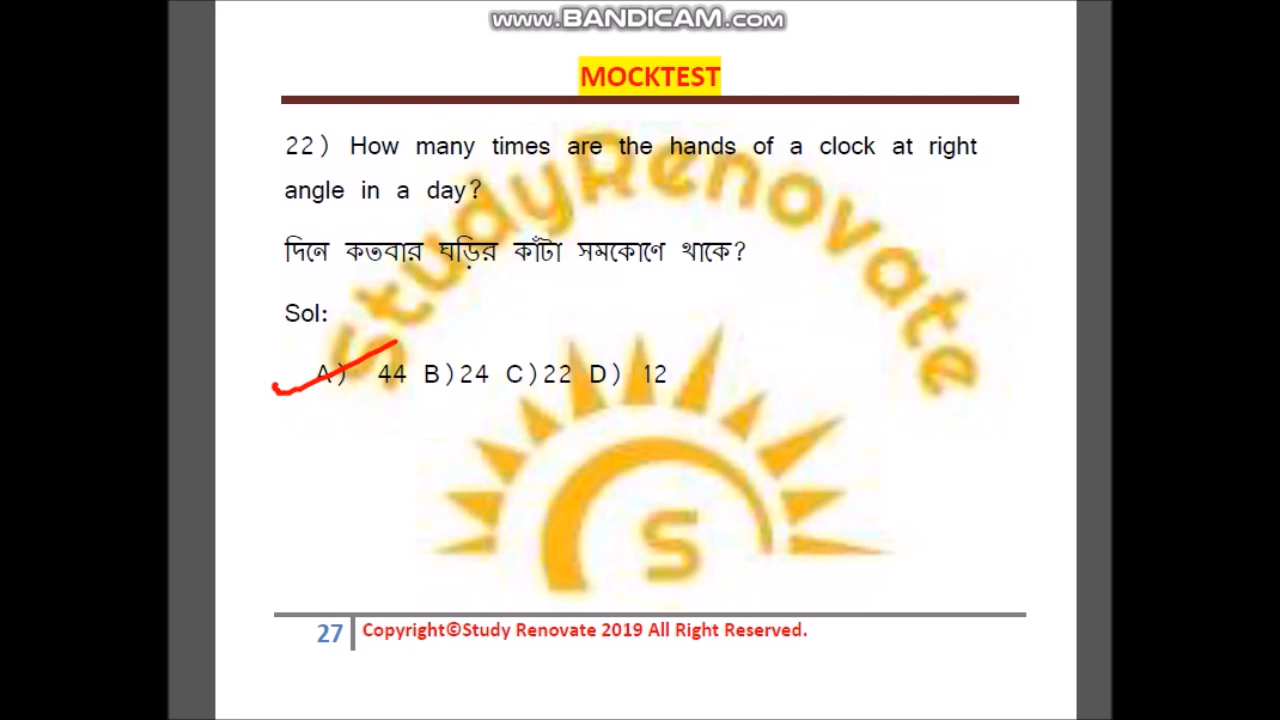 www.BANDICAM.com
MOCKTEST
22) How many times are the hands of a clock at right
angle in a day?
দিনে কতবার ঘড়ির কাঁটা সমকোণে থাকে?
Sol:
A) 44 B)24 C)22 D) 12
StudyRenovate
S
27 Copyright©Study Renovate 2019 All Right Reserved.